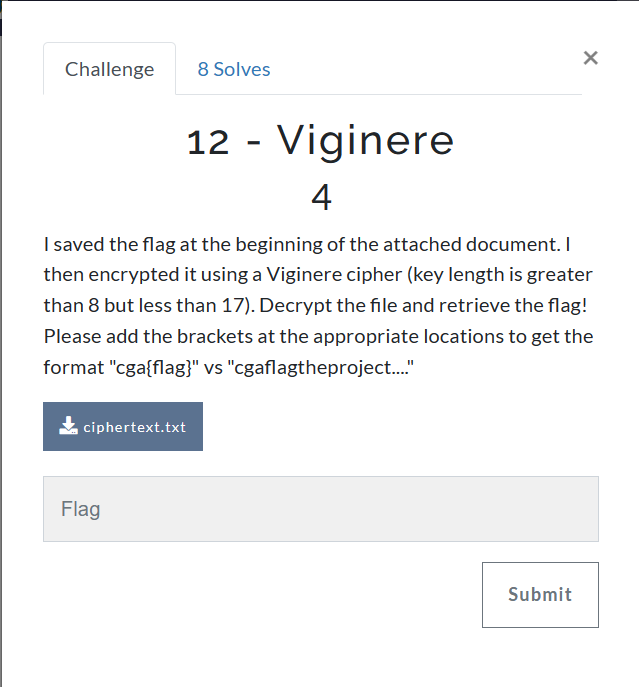 Challenge
8 Solves
×
12 - Viginere
4
I saved the flag at the beginning of the attached document. I
then encrypted it using a Viginere cipher (key length is greater
than 8 but less than 17). Decrypt the file and retrieve the flag!
Please add the brackets at the appropriate locations to get the
format "cga{flag}" vs "cgaflagtheproject...."
ciphertext.txt
Flag
Submit